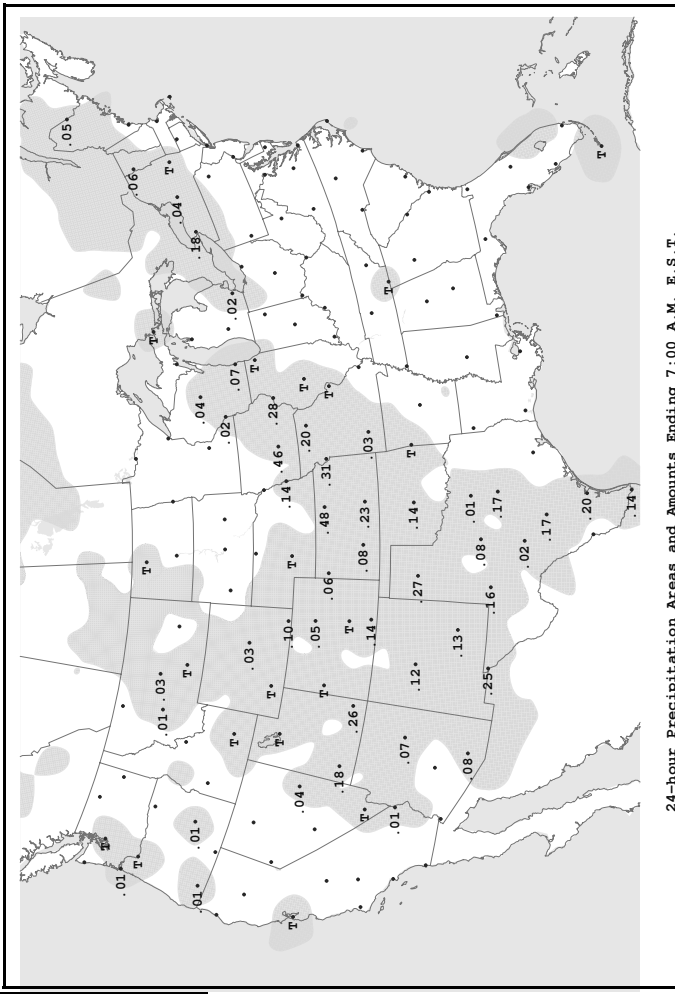 .05
T
.01
.06
T
T
T
.01
.03
T
.04
T
.01
.01
.18
.04
.02
.02
T
.07
.03
T
T
.28
.46
T
.14
.10
T
T
.04
T
.20
.05
T
.48
.31
.06
T
.18
T
.26
.08
.23
T
.03
.14
T
.01
.07
T
.14
.12
.27
.13
.08
.01
.08
.25
.16
.17
.02
.17
.20
T
.14
24-hour Precipitation Areas and Amounts Ending 7:00 A.M. E.S.T.